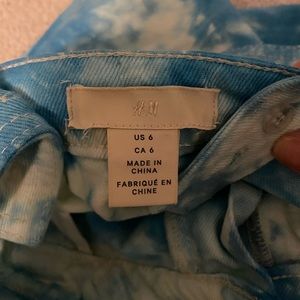 H&M
US 6
CA 6
MADE IN
CHINA
FABRIQUÉ EN
CHINE